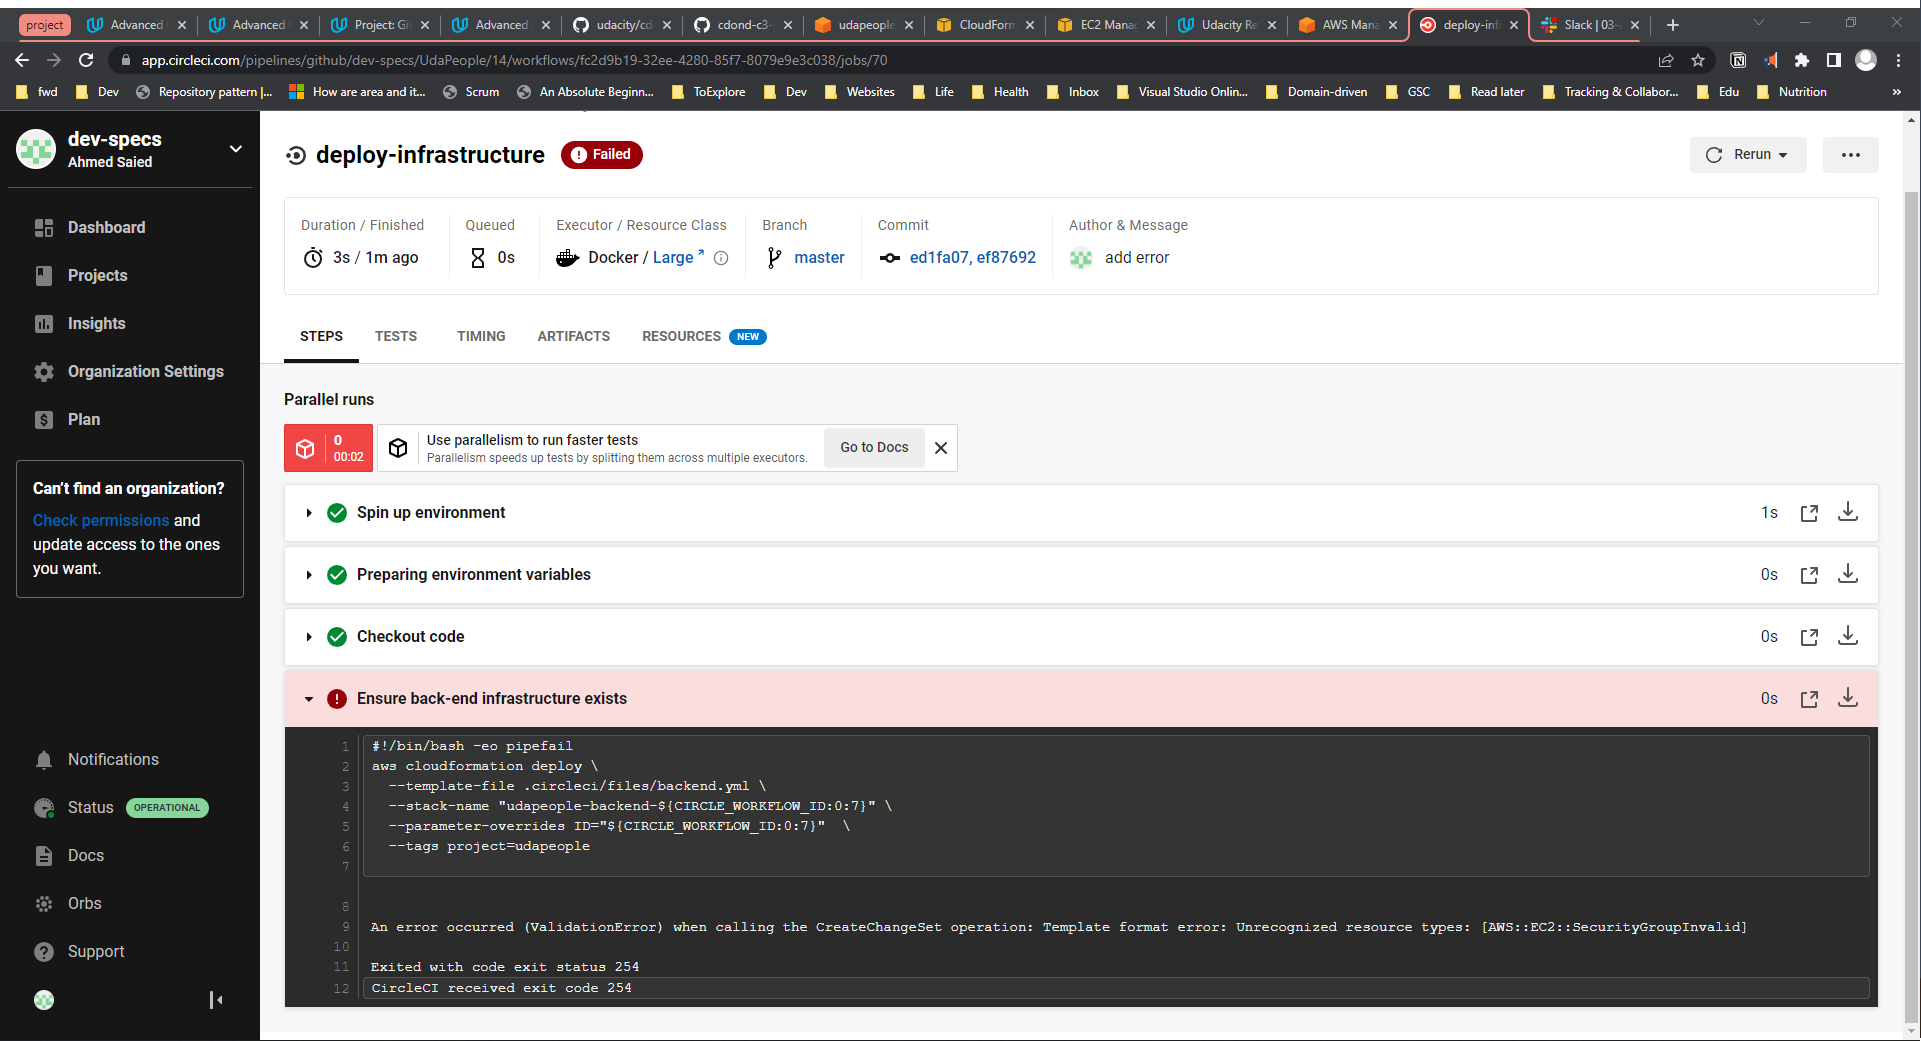 project
Advanced
Advanced
Project: Giv
Advanced
udacity/cd
cdond-c3-
udapeople
CloudForm
EC2 Mana
Udacity Re
AWS Mana
deploy-inf
Slack | 03-
app.circleci.com/pipelines/github/dev-specs/UdaPeople/14/workflows/fc2d9b19-32ee-4280-85f7-8079e9e3c038/jobs/70
fwd
Dev
Repository pattern |...
How are area and it...
Scrum
An Absolute Beginn...
ToExplore
Dev
Websites
Life
Health
Inbox
Visual Studio Onlin...
Domain-driven
GSC
Read later
Tracking & Collabor...
Edu
Nutrition
»
dev-specs
Ahmed Saied
Dashboard
Projects
Insights
Organization Settings
Plan
Can't find an organization?
Check permissions and
update access to the ones
you want.
Notifications
Status OPERATIONAL
Docs
Orbs
Support
deploy-infrastructure
Failed
Rerun
Duration / Finished
3s / 1m ago
Queued
0s
Executor / Resource Class
Docker / Large
Branch
master
Commit
ed1fa07, ef87692
Author & Message
add error
STEPS
TESTS
TIMING
ARTIFACTS
RESOURCES NEW
Parallel runs
0
00:02
Use parallelism to run faster tests
Parallelism speeds up tests by splitting them across multiple executors.
Go to Docs
Spin up environment 1s
Preparing environment variables 0s
Checkout code 0s
Ensure back-end infrastructure exists 0s
1 #!/bin/bash -eo pipefail
2 aws cloudformation deploy \
3 --template-file .circleci/files/backend.yml \
4 --stack-name "udapeople-backend-${CIRCLE_WORKFLOW_ID:0:7}" \
5 --parameter-overrides ID="${CIRCLE_WORKFLOW_ID:0:7}" \
6 --tags project=udapeople
7
8
9 An error occurred (ValidationError) when calling the CreateChangeSet operation: Template format error: Unrecognized resource types: [AWS::EC2::SecurityGroupInvalid]
10
11 Exited with code exit status 254
12 CircleCI received exit code 254